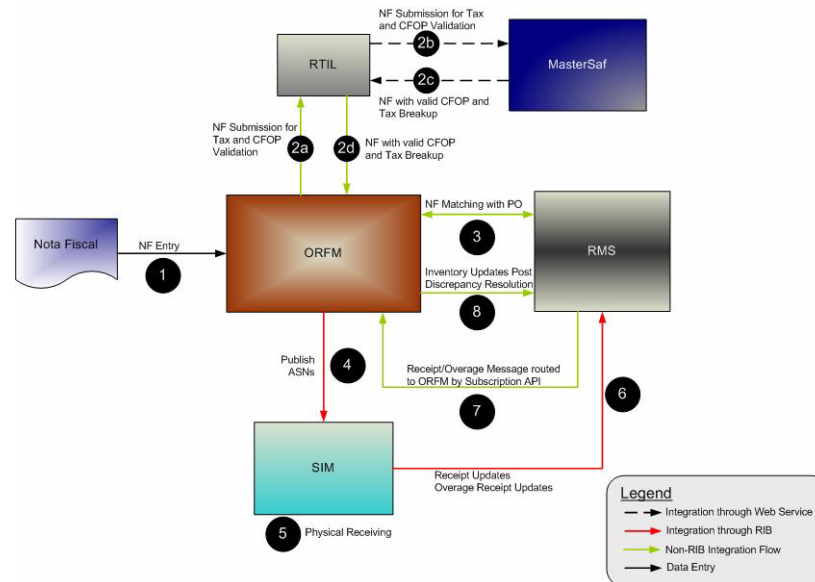 NF Submission for Tax
and CFOP Validation
2b
RTIL
MasterSaf
2c
NF with valid CFOP and
Tax Breakup
NF Submission for
Tax and CFOP
Validation
2a
2d
NF with valid CFOP
and Tax Breakup
Nota Fiscal
NF Entry
1
ORFM
NF Matching with PO
3
RMS
Inventory Updates Post
Discrepancy Resolution
8
Publish
ASNs
4
Receipt/Overage Message routed
to ORFM by Subscription API
7
6
SIM
Receipt Updates
Overage Receipt Updates
5
Physical Receiving
Legend
Integration through Web Service
Integration through RIB
Non-RIB Integration Flow
Data Entry